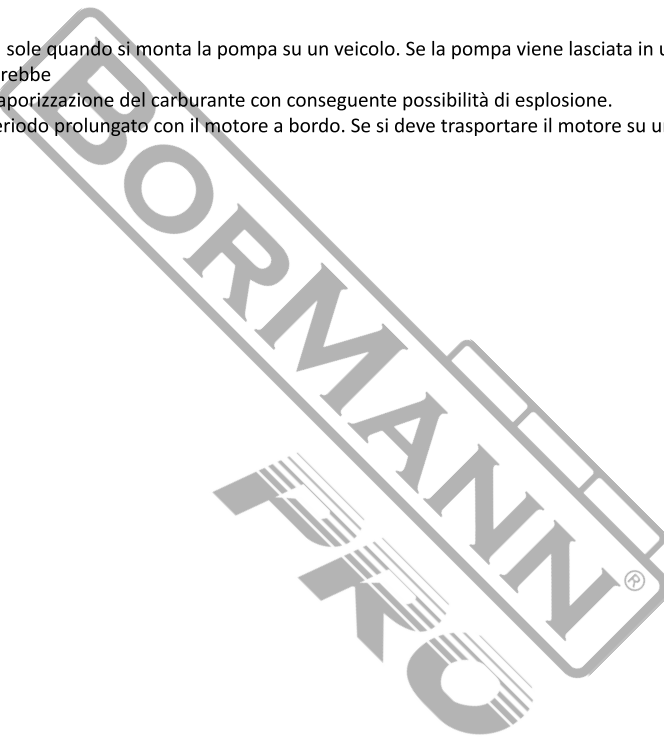 sole quando si monta la pompa su un veicolo. Se la pompa viene lasciata in u
rebbe
aporizzazione del carburante con conseguente possibilità di esplosione.
eriodo prolungato con il motore a bordo. Se si deve trasportare il motore su u
BORMANN®
PRO